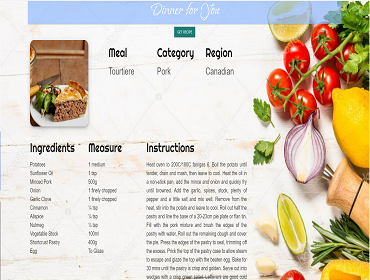 Dinner for You
GET RECIPE
Meal Category Region
Tourtiere Pork Canadian
Ingredients Measure Instructions
Potatoes 1 medium
Sunflower Oil 1 tsp
Minced Pork 500g
Onion 1 finely chopped
Garlic Clove 1 finely chopped
Cinnamon ¼ tsp
Allspice ¼ tsp
Nutmeg ¼ tsp
Vegetable Stock 100ml
Shortcrust Pastry 400g
Egg To Glaze
Heat oven to 200C/180C fan/gas 6. Boil the potato until
tender, drain and mash, then leave to cool. Heat the oil in
a non-stick pan, add the mince and onion and quickly fry
until browned. Add the garlic, spices, stock, plenty of
pepper and a little salt and mix well. Remove from the
heat, stir into the potato and leave to cool. Roll out half the
pastry and line the base of a 20-23cm pie plate or flan tin.
Fill with the pork mixture and brush the edges of the
pastry with water. Roll out the remaining dough and cover
the pie. Press the edges of the pastry to seal, trimming off
the excess. Prick the top of the pastry case to allow steam
to escape and glaze the top with the beaten egg. Bake for
30 mins until the pastry is crisp and golden. Serve cut into
wedges with a crisp green salad. Leftovers are good cold